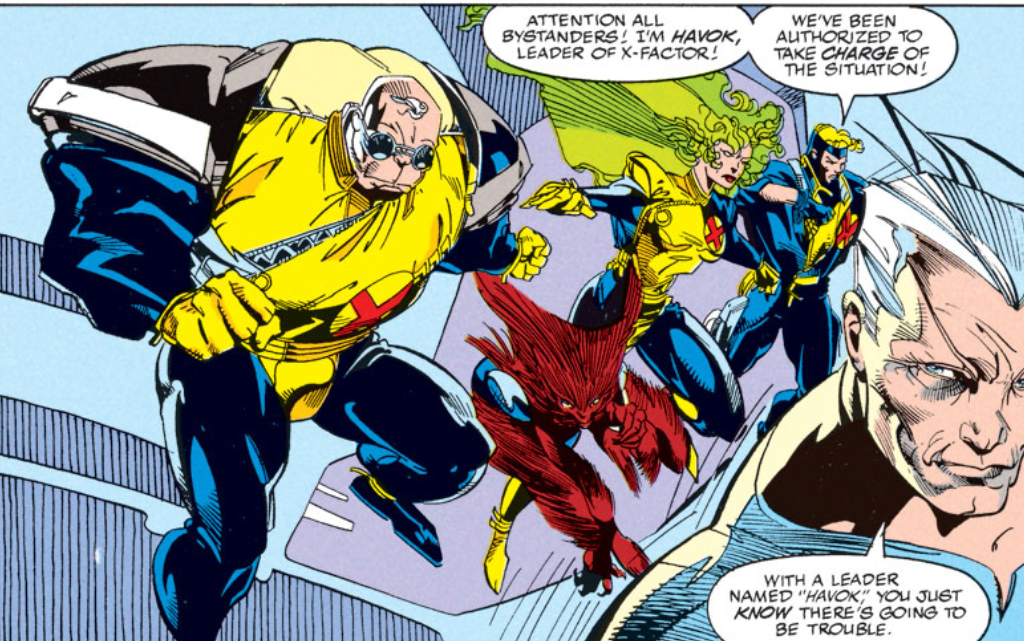 ATTENTION ALL
BYSTANDERS! I'M HAVOK,
LEADER OF X-FACTOR!
WE'VE BEEN
AUTHORIZED TO
TAKE CHARGE OF
THE SITUATION!
WITH A LEADER
NAMED "HAVOK," YOU JUST
KNOW THERE'S GOING TO
BE TROUBLE.